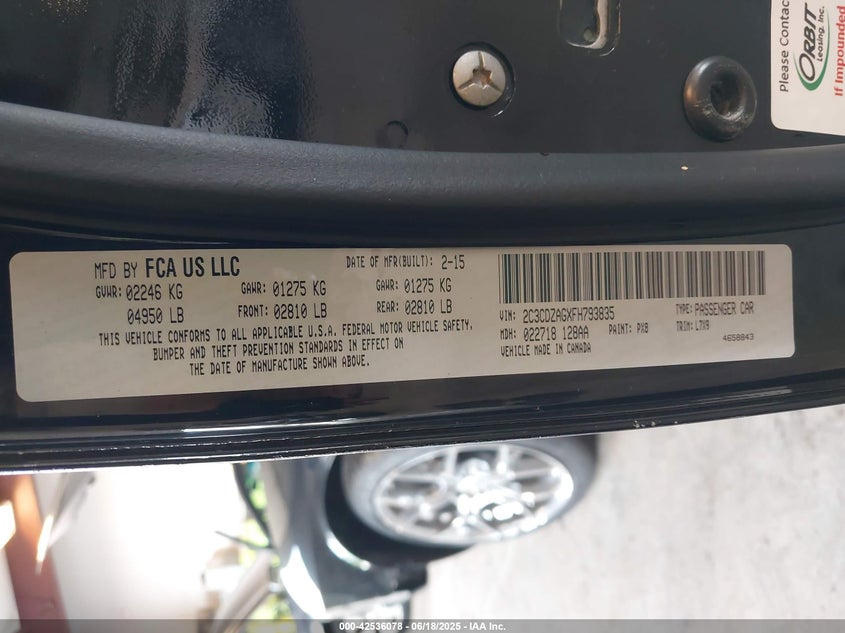 Please Contact
ORBIT
Leasing, Inc.
If Impounded
MFD BY FCA US LLC
DATE OF MFR(BUILT): 2-15
GVWR: 02246 KG
GAWR: 01275 KG
GAWR: 01275 KG
04950 LB
FRONT: 02810 LB
REAR: 02810 LB
THIS VEHICLE CONFORMS TO ALL APPLICABLE U.S.A. FEDERAL MOTOR VEHICLE SAFETY,
BUMPER AND THEFT PREVENTION STANDARDS IN EFFECT ON
THE DATE OF MANUFACTURE SHOWN ABOVE.
VIN: 2C3CDZAGXFH793835
TYPE: PASSENGER CAR
MDH: 022718 128AA
PAINT: PX8
TRIM: L7X9
VEHICLE MADE IN CANADA
4658843
000-42536078 - 06/18/2025 - IAA Inc.